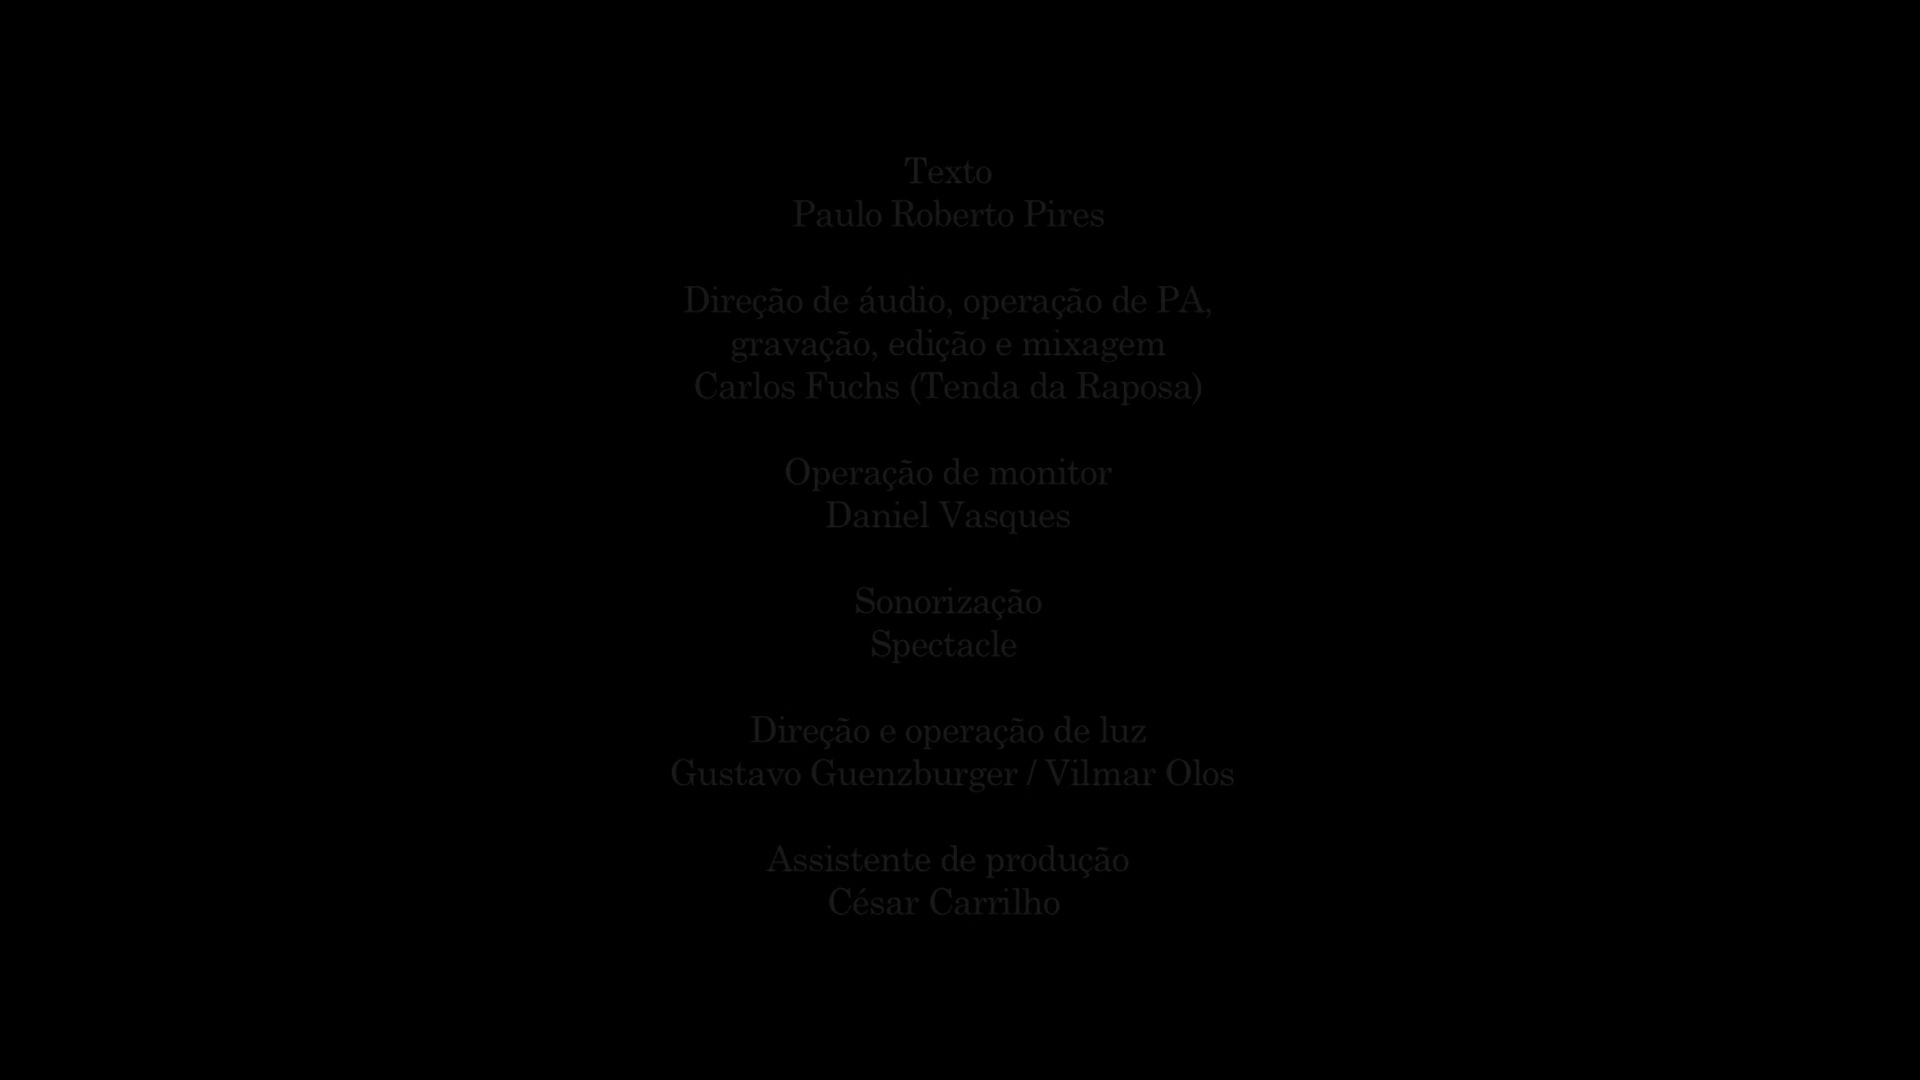 Texto
Paulo Roberto Pires
Direção de áudio, operação de PA,
gravação, edição e mixagem
Carlos Fuchs (Tenda da Raposa)
Operação de monitor
Daniel Vasques
Sonorização
Spectacle
Direção e operação de luz
Gustavo Guenzburger / Vilmar Olos
Assistente de produção
César Carrilho